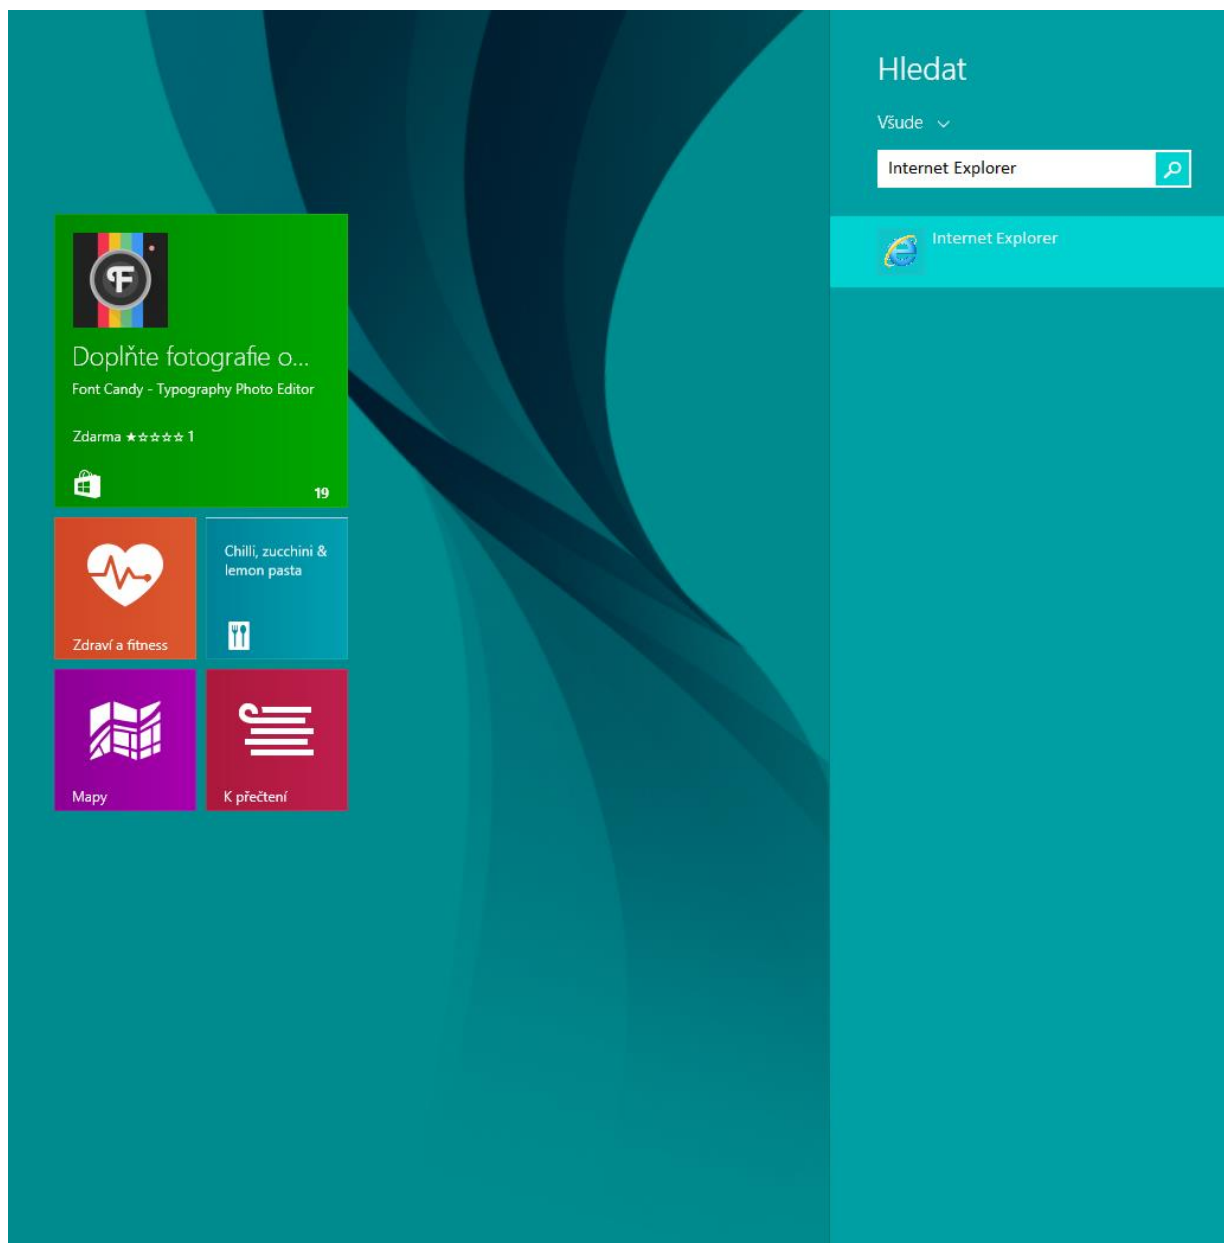 Hledat
Všude
Internet Explorer
Internet Explorer
F
Doplňte fotografie o...
Font Candy - Typography Photo Editor
Zdarma ★☆☆☆☆ 1
19
Chilli, zucchini &
lemon pasta
Zdraví a fitness
Mapy
K přečtení